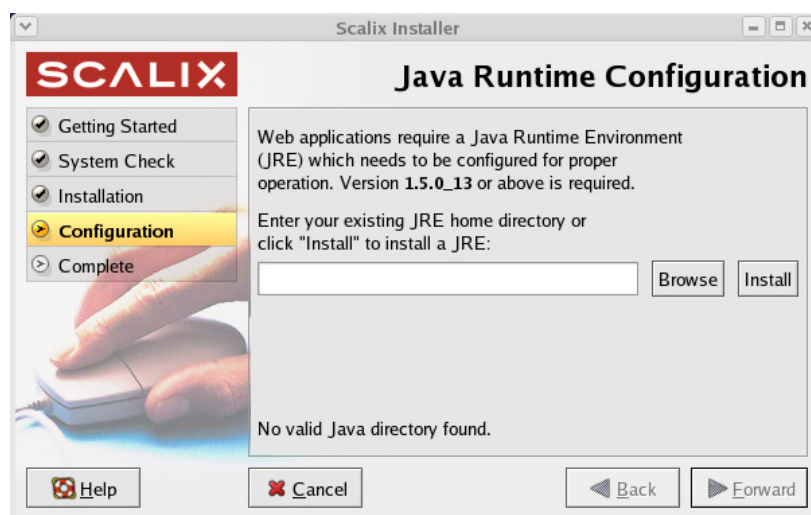 Scalix Installer
SCALIX
Java Runtime Configuration
Getting Started
System Check
Installation
Configuration
Complete
Web applications require a Java Runtime Environment
(JRE) which needs to be configured for proper
operation. Version 1.5.0_13 or above is required.
Enter your existing JRE home directory or
click "Install" to install a JRE:
Browse
Install
No valid Java directory found.
Help
Cancel
Back
Forward